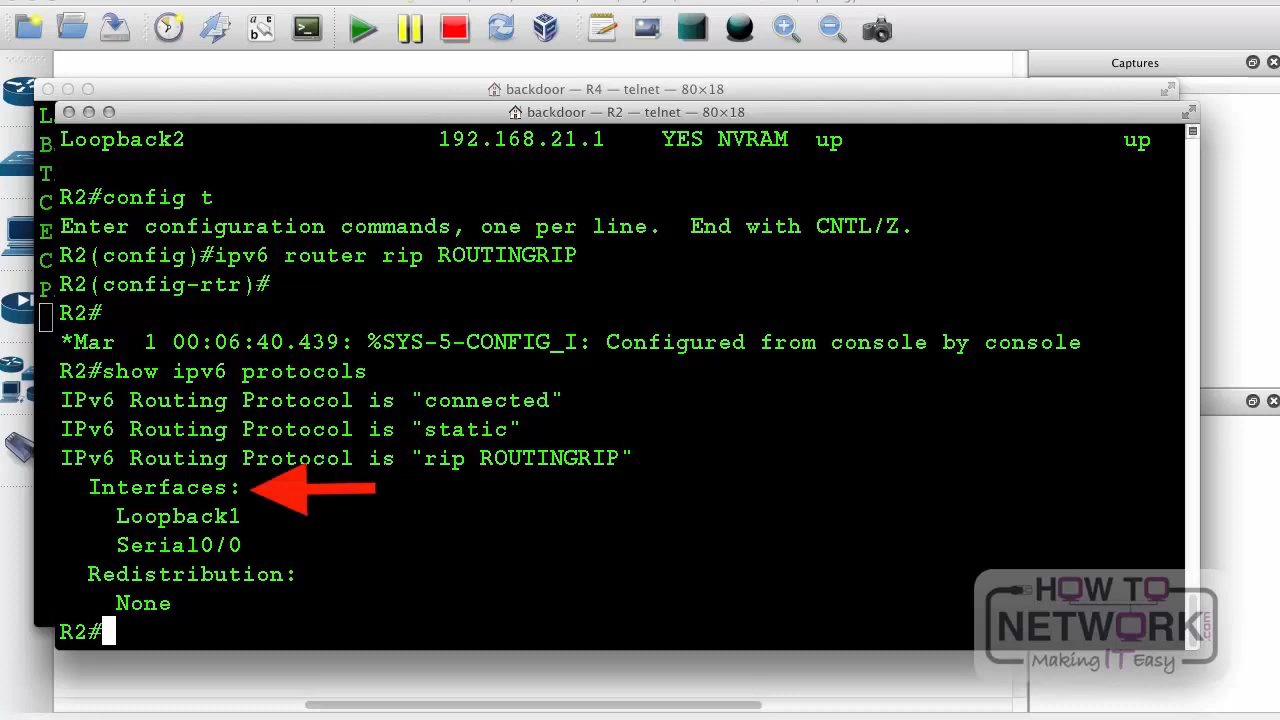 Captures
backdoor — R4 — telnet — 80×18
backdoor — R2 — telnet — 80×18
Loopback2 192.168.21.1 YES NVRAM up up
R2#config t
Enter configuration commands, one per line. End with CNTL/Z.
R2(config)#ipv6 router rip ROUTINGRIP
R2(config-rtr)#
R2#
*Mar 1 00:06:40.439: %SYS-5-CONFIG_I: Configured from console by console
R2#show ipv6 protocols
IPv6 Routing Protocol is "connected"
IPv6 Routing Protocol is "static"
IPv6 Routing Protocol is "rip ROUTINGRIP"
Interfaces:
Loopback1
Serial0/0
Redistribution:
None
R2#
L
B
T
C
E
C
P
HOW TO
NETWORK.com
Making IT Easy